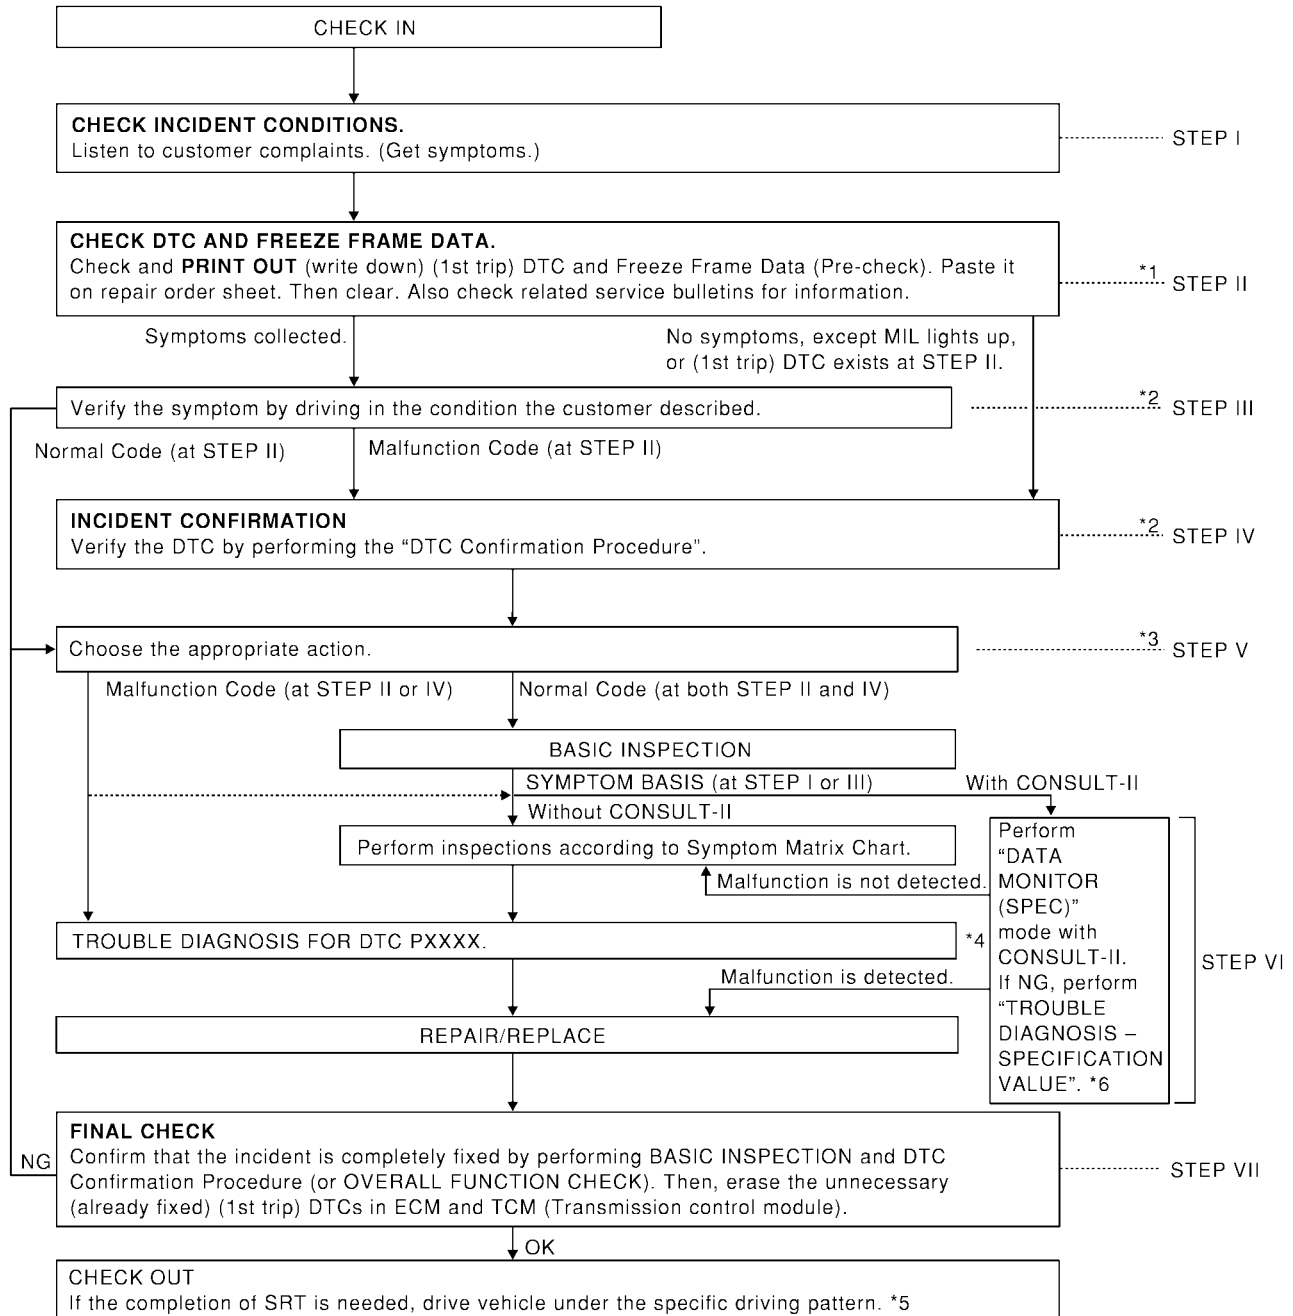 CHECK IN
CHECK INCIDENT CONDITIONS.
Listen to customer complaints. (Get symptoms.)
STEP I
CHECK DTC AND FREEZE FRAME DATA.
Check and PRINT OUT (write down) (1st trip) DTC and Freeze Frame Data (Pre-check). Paste it
on repair order sheet. Then clear. Also check related service bulletins for information.
*1
STEP II
Symptoms collected.
No symptoms, except MIL lights up,
or (1st trip) DTC exists at STEP II.
Verify the symptom by driving in the condition the customer described.
*2
STEP III
Normal Code (at STEP II)
Malfunction Code (at STEP II)
INCIDENT CONFIRMATION
Verify the DTC by performing the “DTC Confirmation Procedure”.
*2
STEP IV
Choose the appropriate action.
*3
STEP V
Malfunction Code (at STEP II or IV)
Normal Code (at both STEP II and IV)
BASIC INSPECTION
SYMPTOM BASIS (at STEP I or III)
With CONSULT-II
Without CONSULT-II
Perform inspections according to Symptom Matrix Chart.
Malfunction is not detected.
Perform
“DATA
MONITOR
(SPEC)”
mode with
CONSULT-II.
If NG, perform
“TROUBLE
DIAGNOSIS –
SPECIFICATION
VALUE”. *6
STEP VI
TROUBLE DIAGNOSIS FOR DTC PXXXX.
*4
Malfunction is detected.
REPAIR/REPLACE
FINAL CHECK
Confirm that the incident is completely fixed by performing BASIC INSPECTION and DTC
Confirmation Procedure (or OVERALL FUNCTION CHECK). Then, erase the unnecessary
(already fixed) (1st trip) DTCs in ECM and TCM (Transmission control module).
NG
STEP VII
OK
CHECK OUT
If the completion of SRT is needed, drive vehicle under the specific driving pattern. *5